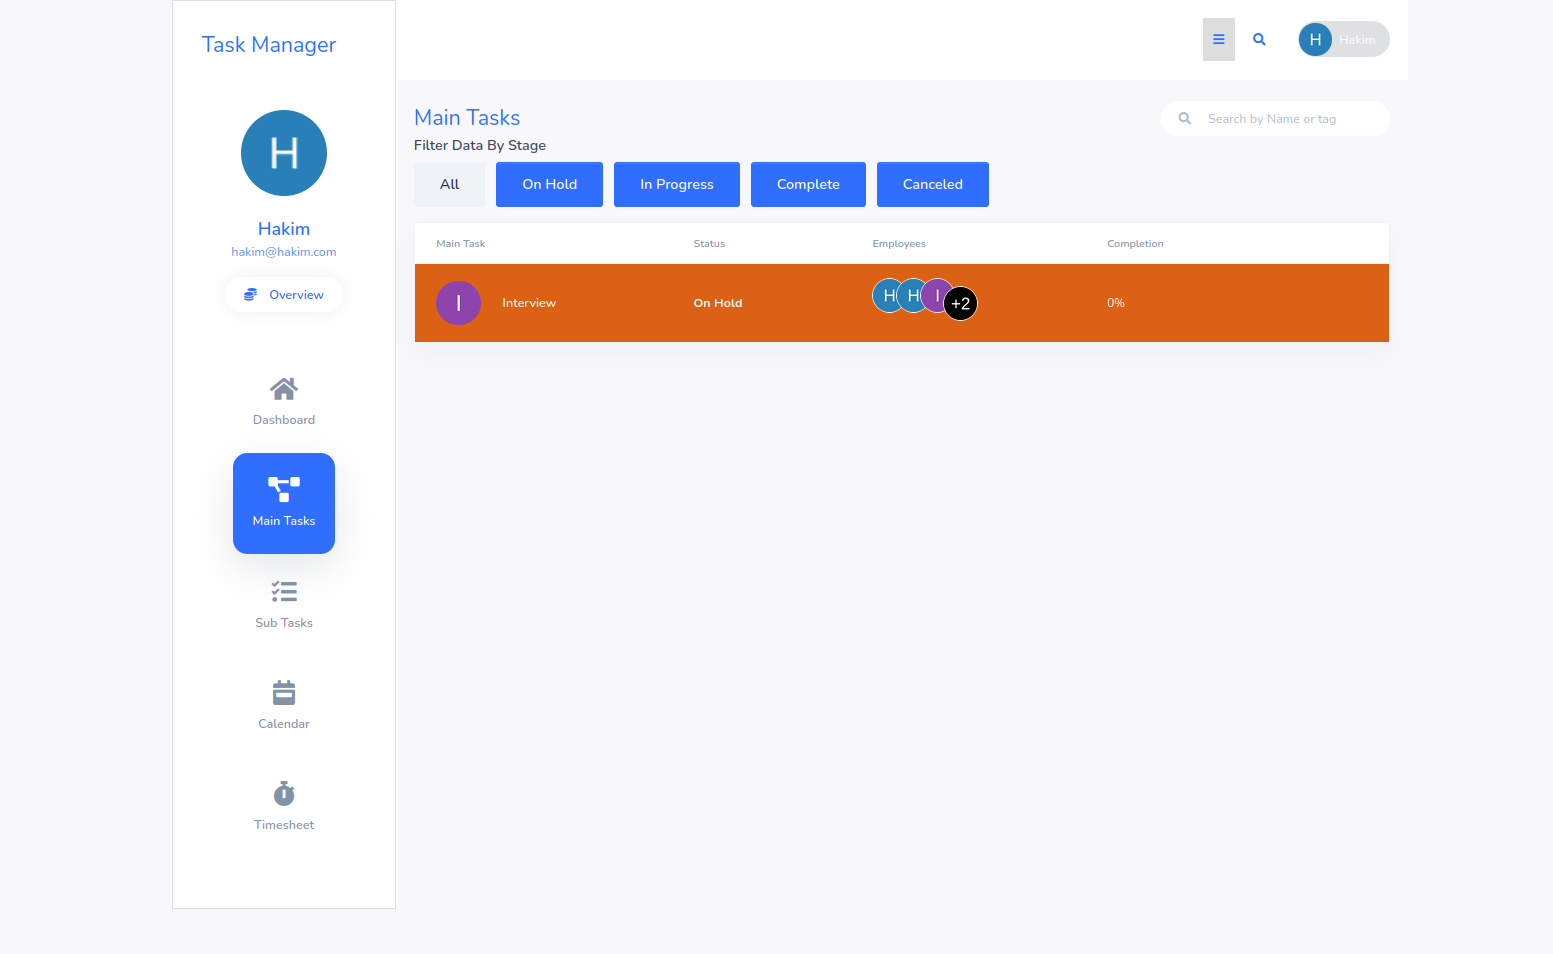 Task Manager
H
Hakim
hakim@hakim.com
Overview
Dashboard
Main Tasks
Sub Tasks
Calendar
Timesheet
H Hakim
Main Tasks
Search by Name or tag
Filter Data By Stage
All On Hold In Progress Complete Canceled
Main Task Status Employees Completion
I Interview On Hold H H I +2 0%